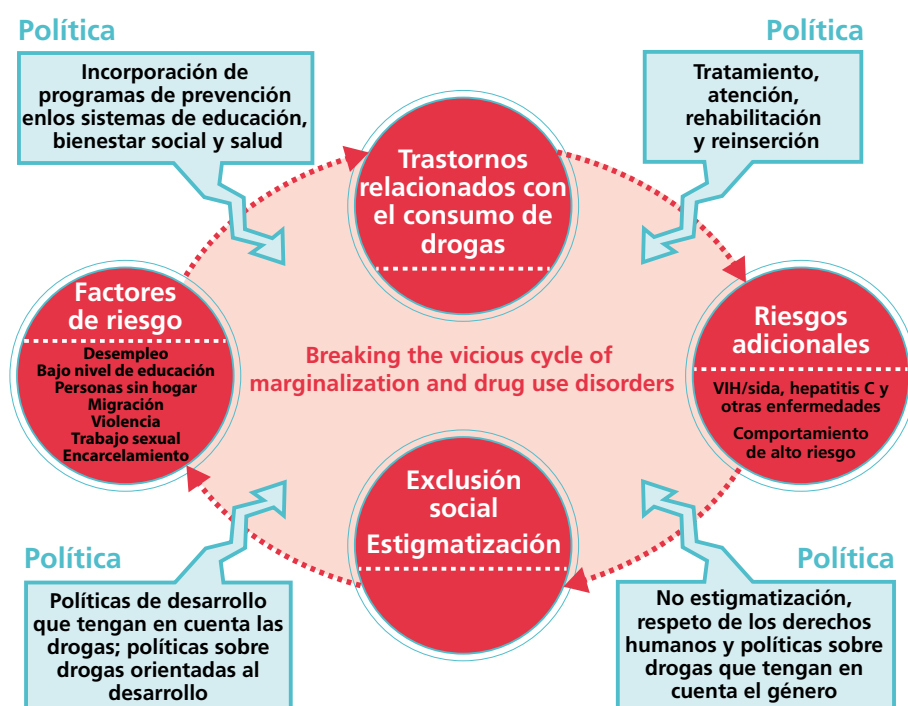 Política
Incorporación de
programas de prevención
enlos sistemas de educación,
bienestar social y salud
Política
Tratamiento,
atención,
rehabilitación
y reinserción
Trastornos
relacionados con
el consumo de
drogas
Factores
de riesgo
Desempleo
Bajo nivel de educación
Personas sin hogar
Migración
Violencia
Trabajo sexual
Encarcelamiento
Breaking the vicious cycle of
marginalization and drug use disorders
Riesgos
adicionales
VIH/sida, hepatitis C y
otras enfermedades
Comportamiento
de alto riesgo
Exclusión
social
Estigmatización
Política
Políticas de desarrollo
que tengan en cuenta las
drogas; políticas sobre
drogas orientadas al
desarrollo
Política
No estigmatización,
respeto de los derechos
humanos y políticas sobre
drogas que tengan en
cuenta el género